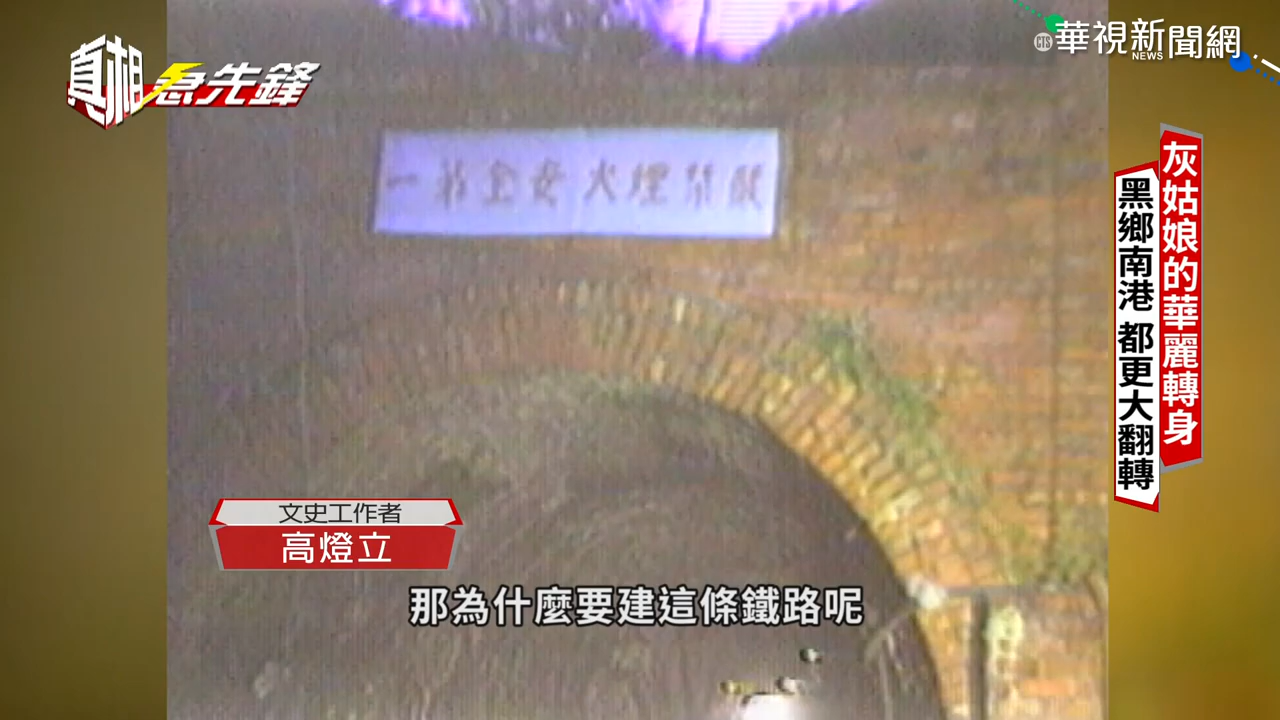 真相急先鋒
CTS 華視新聞網
NEWS
灰姑娘的華麗轉身
黑鄉南港 都更大翻轉
文史工作者
高燈立
那為什麼要建這條鐵路呢